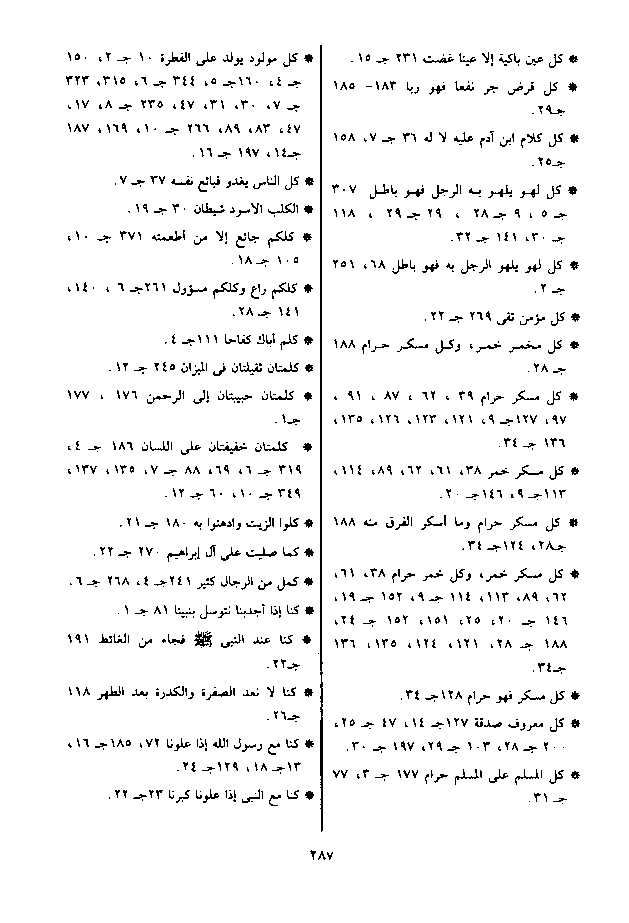 * كل عين باكية إلا عينا غضت ٢٣١ جـ ١٥.
* كل قرض جر نفعا فهو ربا ١٨٣- ١٨٥
جـ٢٩.
* كل كلام ابن آدم عليه لا له ٣٦ جـ ٧، ١٥٨
جـ٢٥.
* كل لهو يلهو به الرجل فهو باطل ٣٠٧
جـ ٥ ، ٩ جـ ٢٨ ، ٢٩ جـ ٢٩ ، ١١٨
جـ ٣٠، ١٤١ جـ ٣٢.
* كل لهو يلهو الرجل به فهو باطل ٦٨، ٢٥١
جـ ٢.
* كل مؤمن تقى ٢٦٩ جـ ٢٢.
* كل مخمر خمر، وكل مسكر حرام ١٨٨
جـ ٢٨.
* كل مسكر حرام ٣٩ ، ٦٢ ، ٨٧ ، ٩١ ،
٩٧، ١٢٧جـ ٩، ١٢١، ١٢٣، ١٢٦، ١٣٥،
١٣٦ جـ ٣٤.
* كل مسكر خمر ٣٨، ٦١، ٦٢، ٨٩، ١١٤،
١١٣جـ ٩، ١٤٦جـ ٢٠.
* كل مسكر حرام وما أسكر الفرق منه ١٨٨
جـ٢٨، ١٢٤جـ ٣٤.
* كل مسكر خمر، وكل خمر حرام ٣٨، ٦١،
٦٢، ٨٩، ١١٣، ١١٤ جـ ٩، ١٥٢ جـ ١٩،
١٤٦ جـ ٢٠، ٢٥، ١٥١، ١٥٢ جـ ٢٤،
١٨٨ جـ ٢٨، ١٢١، ١٢٤، ١٣٥، ١٣٦
جـ٣٤.
* كل مسكر فهو حرام ١٢٨جـ ٣٤.
* كل معروف صدقة ١٢٧جـ ١٤، ٤٧ جـ ٢٥،
٢٠٠ جـ ٢٨، ١٠٣ جـ ٢٩، ١٩٧ جـ ٣٠.
* كل المسلم على المسلم حرام ١٧٧ جـ ٣، ٧٧
جـ ٣١.
* كل مولود يولد على الفطرة ١٠ جـ ٢، ١٥٠
جـ ٤، ١٦٠جـ ٥، ٣٤٤ جـ ٦، ٣١٥، ٣٢٣
جـ ٧، ٣٠، ٣١، ٤٧، ٢٣٥ جـ ٨، ١٧،
٤٧، ٨٣، ٨٩، ٢٦٦ جـ ١٠، ١٦٩، ١٨٧
جـ١٤، ١٩٧ جـ ١٦.
* كل الناس يغدو فبائع نفسه ٣٧ جـ ٧.
* الكلب الأسود شيطان ٣٠ جـ ١٩.
* كلكم جائع إلا من أطعمته ٣٧١ جـ ١٠،
١٠٥ جـ ١٨.
* كلكم راع وكلكم مسؤول ٢٦١جـ ٦ ، ١٤٠،
١٤١ جـ ٢٨.
* كلم أباك كفاحا ١١١جـ ٤.
* كلمتان ثقيلتان فى الميزان ٢٤٥ جـ ١٢.
* كلمتان حبيبتان إلى الرحمن ١٧٦ ، ١٧٧
جـ١.
* كلمتان خفيفتان على اللسان ١٨٦ جـ ٤،
٣١٩ جـ ٦، ٦٩، ٨٨ جـ ٧، ١٣٥، ١٣٧،
٣٤٩ جـ ١٠، ٦٠ جـ ١٢.
* كلوا الزيت وادهنوا به ١٨٠ جـ ٢١.
* كما صليت على آل إبراهيم ٢٧٠ جـ ٢٢.
* كمل من الرجال كثير ٢٤١جـ ٤، ٢٦٨ جـ ٦.
* كنا إذا أجدبنا نتوسل بنبينا ٨١ جـ ١.
* كنا عند النبى ﷺ فجاء من الغائط ١٩١
جـ٢٢.
* كنا لا نعد الصفرة والكدرة بعد الطهر ١١٨
جـ٢٦.
* كنا مع رسول الله إذا علونا ٧٢، ١٨٥جـ ١٦،
١٣جـ ١٨، ١٢٩جـ ٢٤.
* كنا مع النبى إذا علونا كبرنا ٢٣جـ ٢٢.
٢٨٧